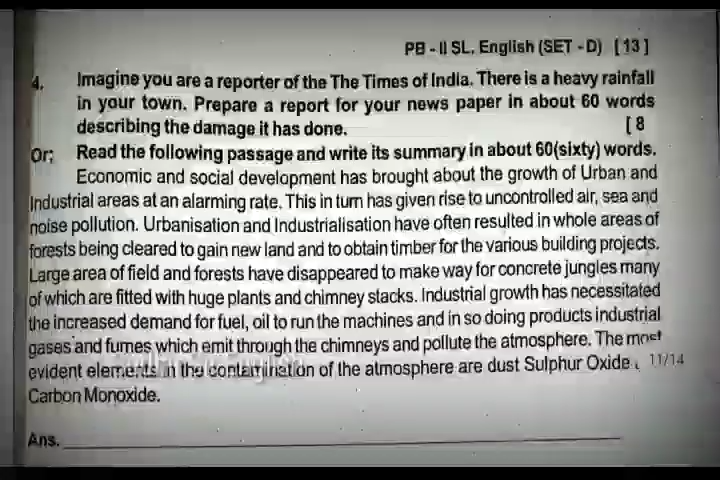 PB - II SL, English (SET - D) [ 13 ]
4. Imagine you are a reporter of the The Times of India. There is a heavy rainfall
in your town. Prepare a report for your news paper in about 60 words
describing the damage it has done. [ 8
Or; Read the following passage and write its summary in about 60(sixty) words.
Economic and social development has brought about the growth of Urban and
Industrial areas at an alarming rate. This in turn has given rise to uncontrolled air, sea and
noise pollution. Urbanisation and Industrialisation have often resulted in whole areas of
forests being cleared to gain new land and to obtain timber for the various building projects.
Large area of field and forests have disappeared to make way for concrete jungles many
of which are fitted with huge plants and chimney stacks. Industrial growth has necessitated
the increased demand for fuel, oil to run the machines and in so doing products industrial
gases and fumes which emit through the chimneys and pollute the atmosphere. The most
evident elements in the contamination of the atmosphere are dust Sulphur Oxide 11/14
Carbon Monoxide.
Ans.